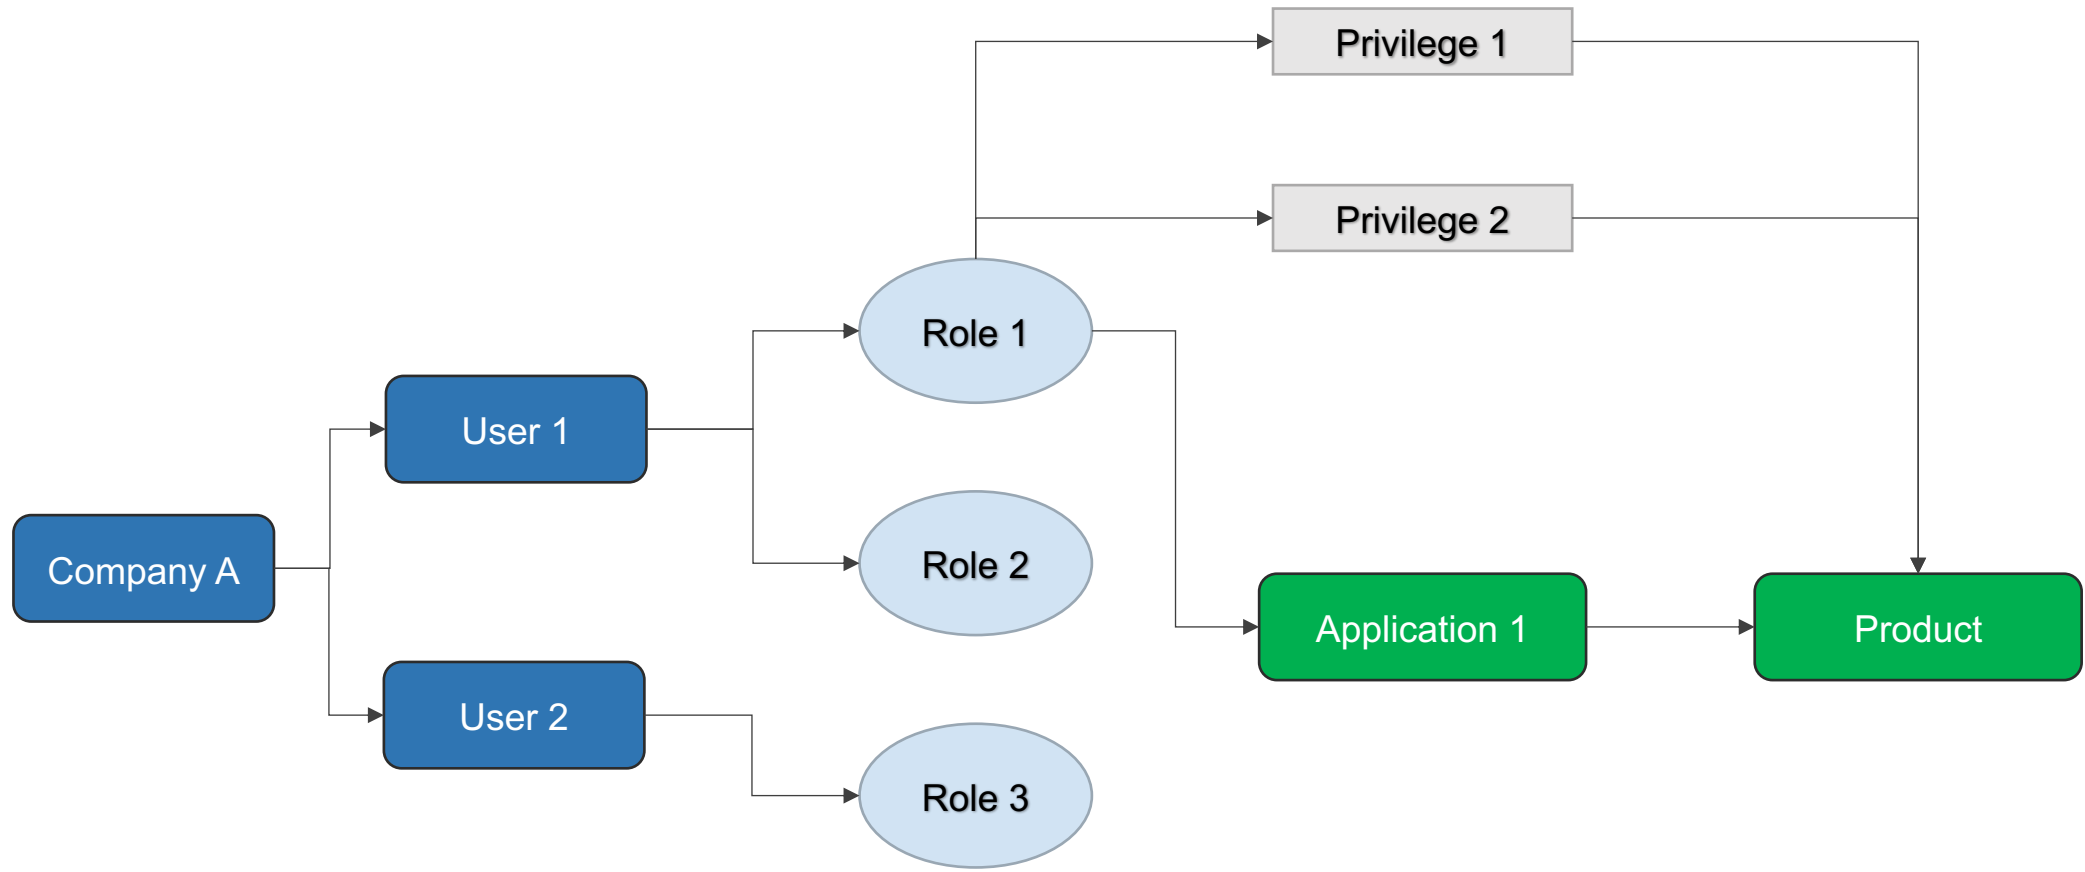 Privilege 1
Privilege 2
Role 1
User 1
Role 2
Company A
Application 1
Product
User 2
Role 3